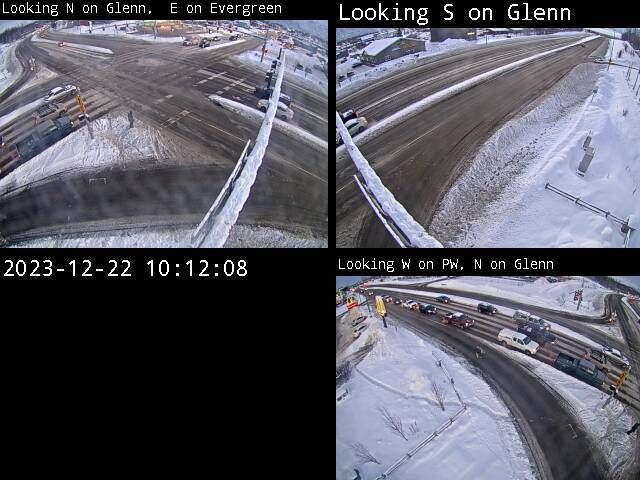 Looking N on Glenn,  E on Evergreen
Looking S on Glenn
2023-12-22 10:12:08
Looking W on PW, N on Glenn